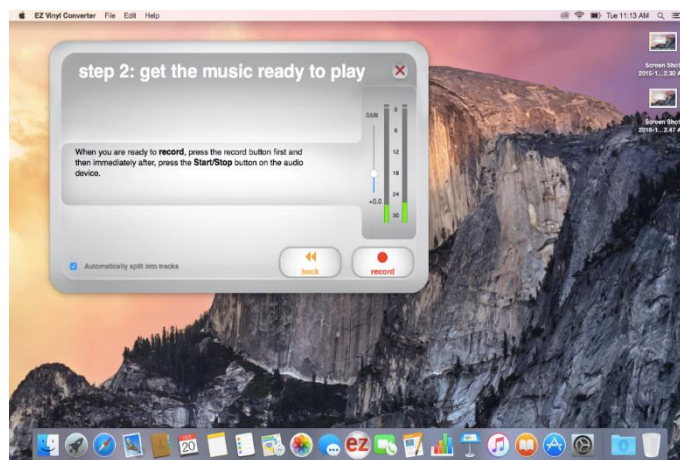 EZ Vinyl Converter File Edit Help
Tue 11:13 AM
step 2: get the music ready to play
GAIN
0
6
12
When you are ready to record, press the record button first and
then immediately after, press the Start/Stop button on the audio
device.
18
24
+0.0
30
Automatically split into tracks
back
record
Screen Shot
Screen Shot
20
ez